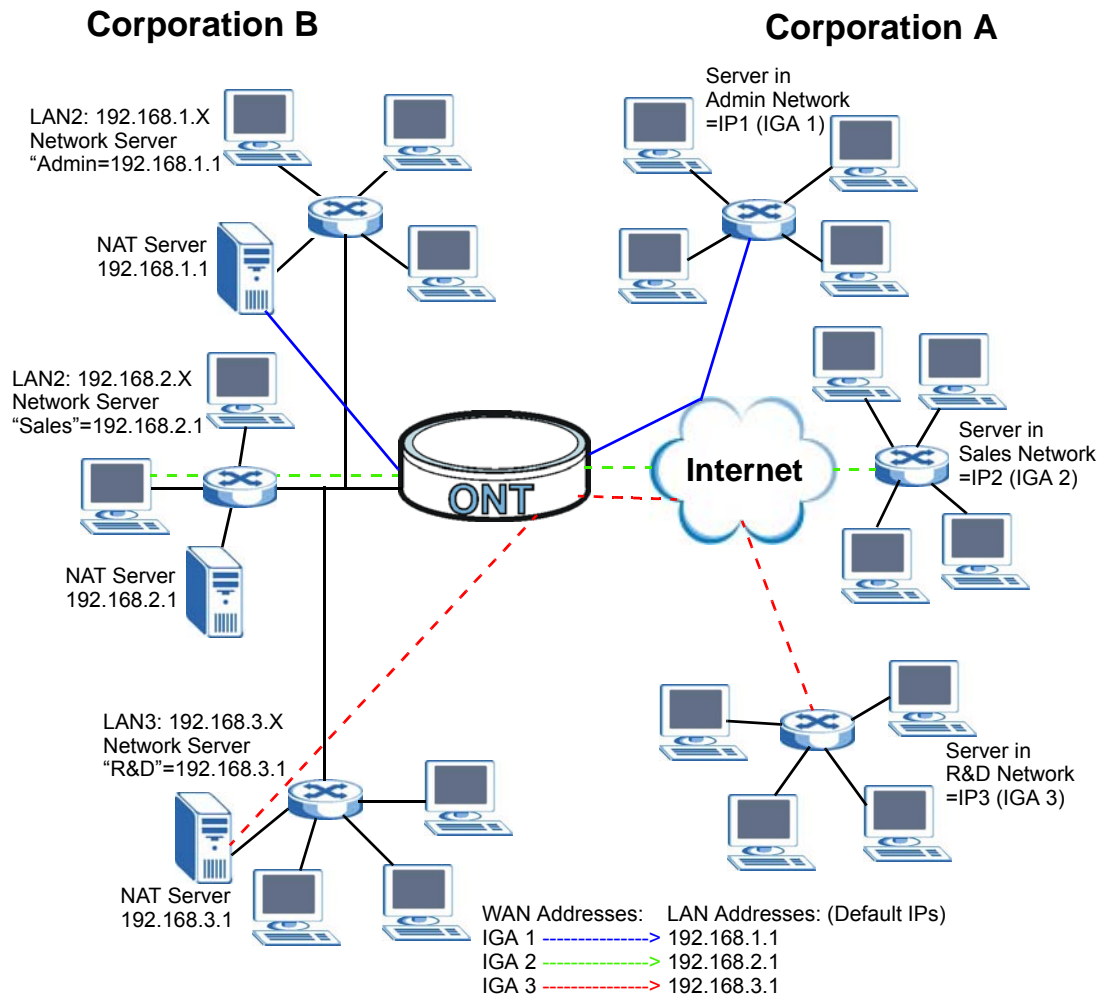 Corporation B
Corporation A
LAN2: 192.168.1.X
Network Server
“Admin=192.168.1.1
Server in
Admin Network
=IP1 (IGA 1)
NAT Server
192.168.1.1
LAN2: 192.168.2.X
Network Server
“Sales”=192.168.2.1
NAT Server
192.168.2.1
ONT
Internet
Server in
Sales Network
=IP2 (IGA 2)
LAN3: 192.168.3.X
Network Server
“R&D”=192.168.3.1
NAT Server
192.168.3.1
Server in
R&D Network
=IP3 (IGA 3)
WAN Addresses: LAN Addresses: (Default IPs)
IGA 1 ---------------> 192.168.1.1
IGA 2 ---------------> 192.168.2.1
IGA 3 ---------------> 192.168.3.1